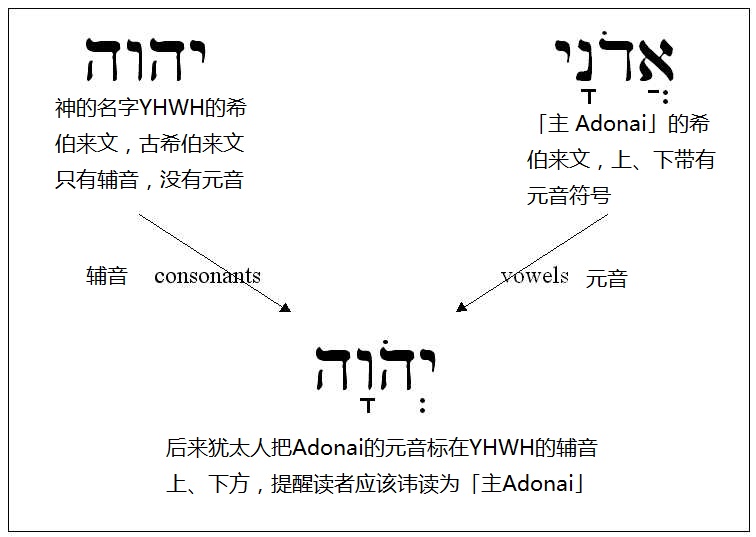 יהוה
神的名字YHWH的希
伯来文，古希伯来文
只有辅音，没有元音
אֲדֹנָי
「主 Adonai」的希
伯来文，上、下带有
元音符号
辅音 consonants
vowels 元音
יְהֹוָה
后来犹太人把Adonai的元音标在YHWH的辅音
上、下方，提醒读者应该讳读为「主Adonai」